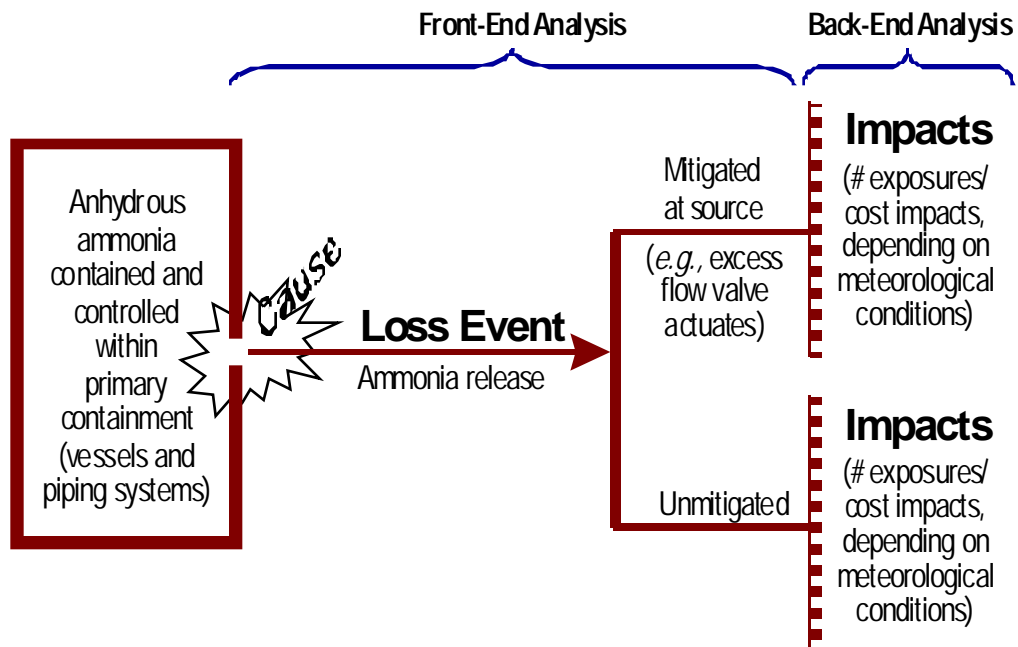 Front-End Analysis
Back-End Analysis
Anhydrous
ammonia
contained and
controlled
within
primary
containment
(vessels and
piping systems)
Cause
Loss Event
Ammonia release
Mitigated
at source
(e.g., excess
flow valve
actuates)
Unmitigated
Impacts
(# exposures/
cost impacts,
depending on
meteorological
conditions)
Impacts
(# exposures/
cost impacts,
depending on
meteorological
conditions)